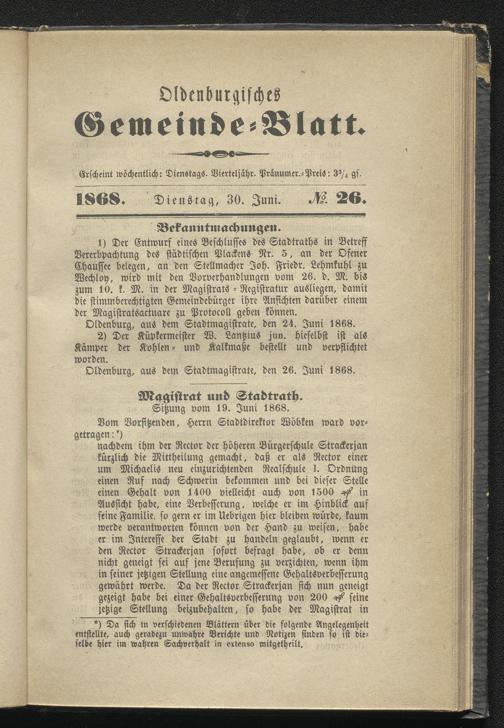 Oldenburgisches
Gemeinde-Blatt.
Erscheint wöchentlich: Dienstags. Vierteljähr. Pränumer.-Preis: 3³/₄ gs.
1868. Dienstag, 30. Juni. № 26.
Bekanntmachungen.
1) Der Entwurf eines Beschlusses des Stadtraths in Betreff
Vererbpachtung des städischen Plackens Nr. 5, an der Ofener
Chaussee belegen, an den Stellmacher Joh. Friedr. Lehmkuhl zu
Wechloy, wird mit den Vorverhandlungen vom 26. d. M. bis
zum 10. k. M. in der Magistrats-Registratur ausliegen, damit
die stimmberechtigten Gemeindebürger ihre Ansichten darüber einem
der Magistratsactuare zu Protocoll geben können.
Oldenburg, aus dem Stadtmagistrate, den 24. Juni 1868.
2) Der Küpkermeister W. Lantzius jun. hieselbst ist als
Kämper der Kohlen- und Kalkmaße bestellt und verpflichtet
worden.
Oldenburg, aus dem Stadtmagistrate, den 26. Juni 1868.
Magistrat und Stadtrath.
Sitzung vom 19. Juni 1868.
Vom Vorsitzenden, Herrn Stadtdirektor Wöbken ward vor-
getragen:*)
nachdem ihm der Rector der höheren Bürgerschule Strackerjan
kürzlich die Mittheilung gemacht, daß er als Rector einer
um Michaelis neu einzurichtenden Realschule I. Ordnung
einen Ruf nach Schwerin bekommen und bei dieser Stelle
einen Gehalt von 1400 vielleicht auch von 1500 ₰ in
Aussicht habe, eine Verbesserung, welche er im Hinblick auf
seine Familie, so gern er im Uebrigen hier bleiben würde, kaum
werde verantworten können von der Hand zu weisen, habe
er im Interesse der Stadt zu handeln geglaubt, wenn er
den Rector Strackerjan sofort befragt habe, ob er denn
nicht geneigt sei auf jene Berufung zu verzichten, wenn ihm
in seiner jetzigen Stellung eine angemessene Gehaltsverbesserung
gewährt werde. Da der Rector Strackerjan sich nun geneigt
gezeigt habe bei einer Gehaltsverbesserung von 200 ₰ seine
jetzige Stellung beizubehalten, so habe der Magistrat in
*) Da sich in verschiedenen Blättern über die folgende Angelegenheit
entstellte, auch geradezu unwahre Berichte und Notizen finden so ist die-
selbe hier im wahren Sachverhalt in extenso mitgetheilt.